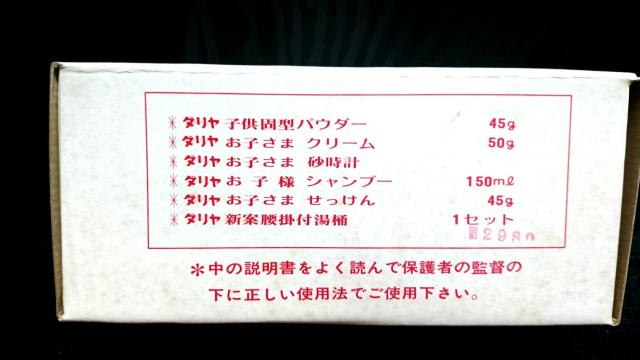 ＊ダリヤ 子供固型パウダー 45g
＊ダリヤ お子さま クリーム 50g
＊ダリヤ お子さま 砂時計
＊ダリヤ お子様 シャンプー 150ml
＊ダリヤ お子さま せっけん 45g
＊ダリヤ 新案腰掛付湯桶 1セット
2980
＊中の説明書をよく読んで保護者の監督の
下に正しい使用法でご使用下さい。